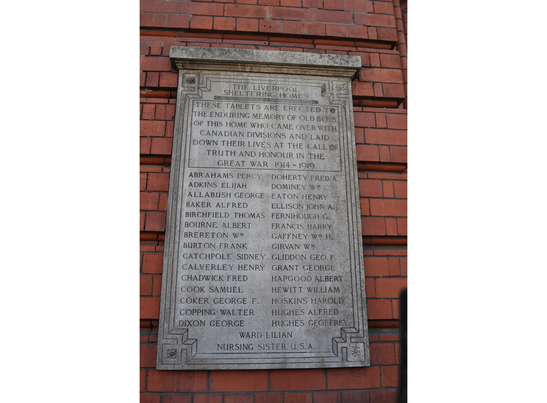 THE LIVERPOOL
SHELTERING HOMES
THESE TABLETS ARE ERECTED TO
THE ENDURING MEMORY OF OLD BOYS
OF THIS HOME WHO CAME OVER WITH
CANADIAN DIVISIONS AND LAID
DOWN THEIR LIVES AT THE CALL OF
TRUTH AND HONOUR IN THE
GREAT WAR 1914-1919.
ABRAHAMS PERCY
ADKINS ELIJAH
ALLABUSH GEORGE
BAKER ALFRED
BIRCHFIELD THOMAS
BOURNE ALBERT
BRERETON Wᴹ
BURTON FRANK
CATCHPOLE SIDNEY
CALVERLEY HENRY
CHADWICK FRED
COOK SAMUEL
COKER GEORGE F.
COPPING WALTER
DIXON GEORGE
DOHERTY FRED A.
DOMINEY Wᴹ
EATON HENRY
ELLISON JOHN A.
FERNIHOUGH G.
FRANCIS HARRY
GAFFNEY Wᴹ H.
GIRVAN Wᴹ
GLIDDON GEO. F.
GRANT GEORGE
HAPGOOD ALBERT
HEWITT WILLIAM
HOSKINS HAROLD
HUGHES ALFRED
HUGHES GEOFFREY
WARD LILIAN
NURSING SISTER. U.S.A.